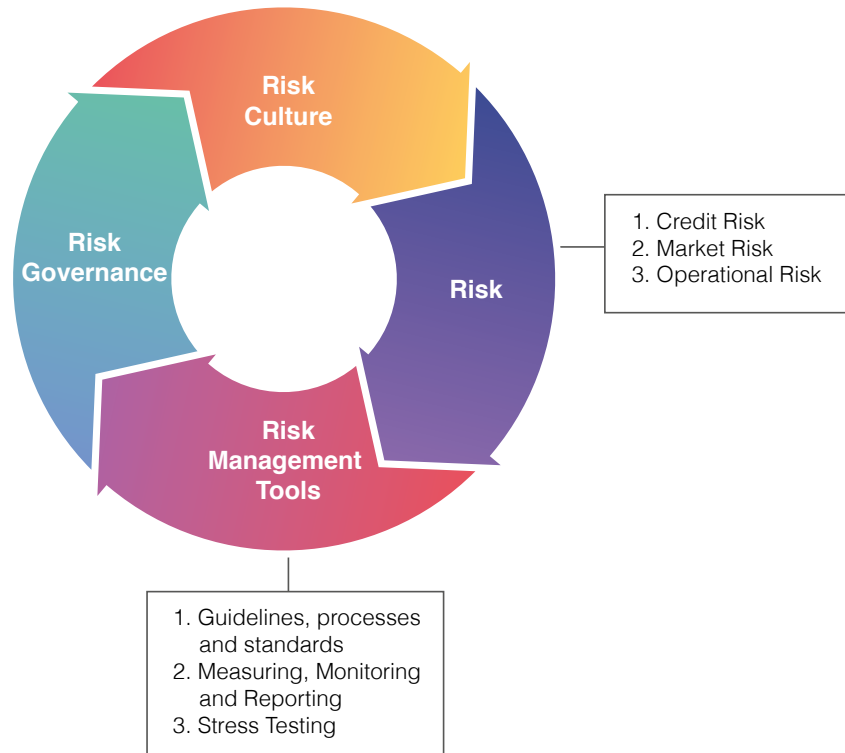 Risk
Culture
Risk
Governance
Risk
1. Credit Risk
2. Market Risk
3. Operational Risk
Risk
Management
Tools
1. Guidelines, processes
and standards
2. Measuring, Monitoring
and Reporting
3. Stress Testing